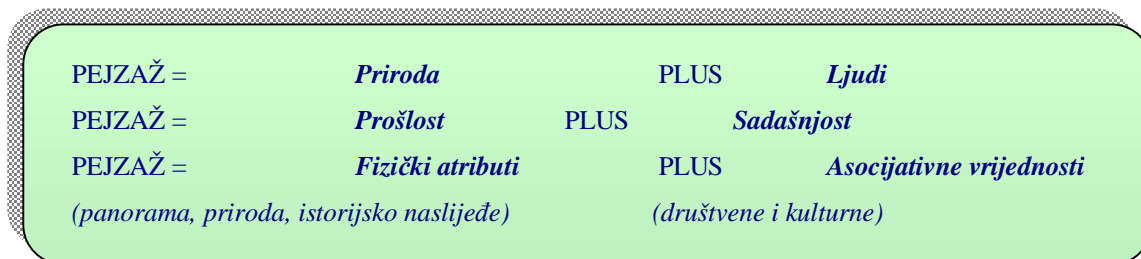 PEJZAŽ = Priroda PLUS Ljudi
PEJZAŽ = Prošlost PLUS Sadašnjost
PEJZAŽ = Fizički atributi PLUS Asocijativne vrijednosti
(panorama, priroda, istorijsko naslijeđe) (društvene i kulturne)